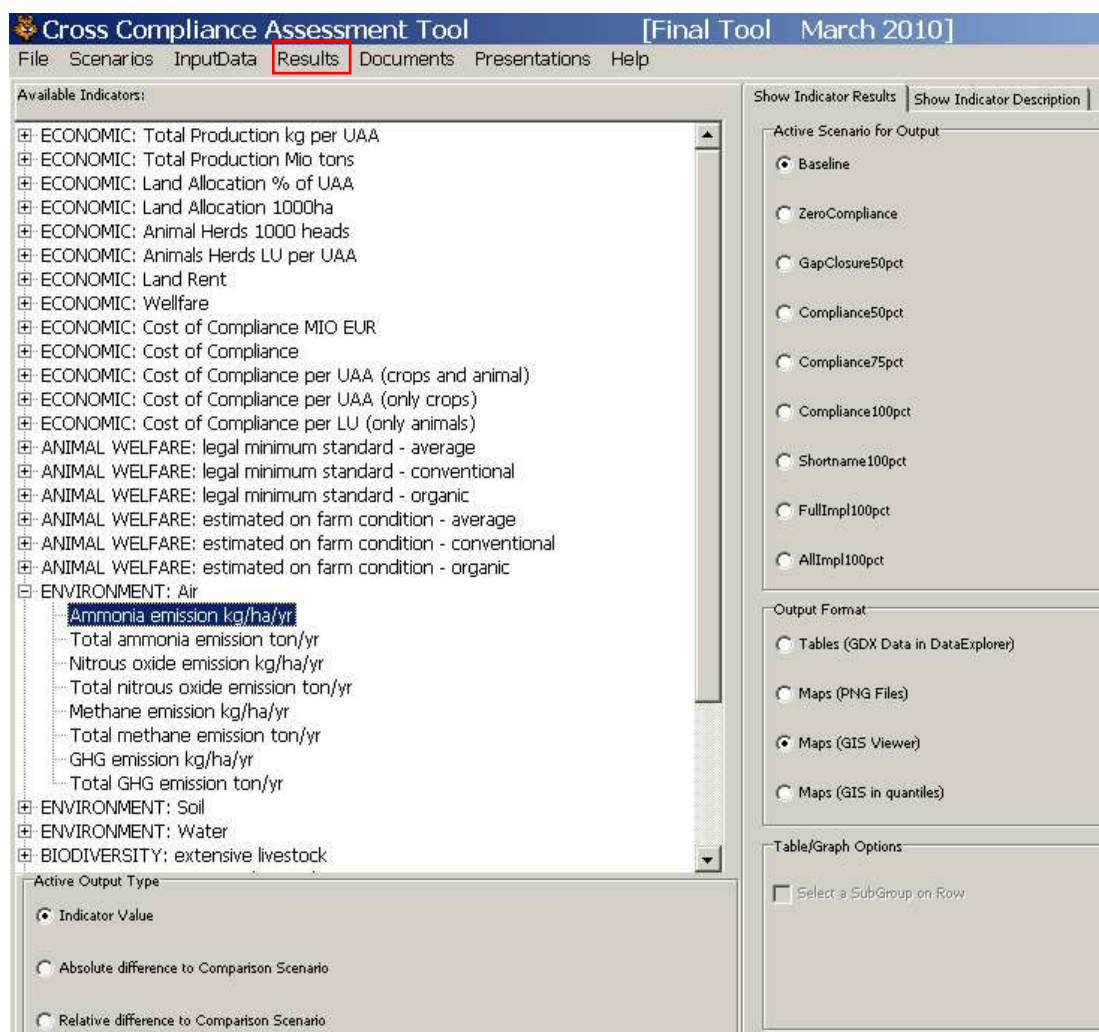 Cross Compliance Assessment Tool [Final Tool March 2010]
File Scenarios InputData Results Documents Presentations Help
Available Indicators:
ECONOMIC: Total Production kg per UAA
ECONOMIC: Total Production Mio tons
ECONOMIC: Land Allocation % of UAA
ECONOMIC: Land Allocation 1000ha
ECONOMIC: Animal Herds 1000 heads
ECONOMIC: Animals Herds LU per UAA
ECONOMIC: Land Rent
ECONOMIC: Wellfare
ECONOMIC: Cost of Compliance MIO EUR
ECONOMIC: Cost of Compliance
ECONOMIC: Cost of Compliance per UAA (crops and animal)
ECONOMIC: Cost of Compliance per UAA (only crops)
ECONOMIC: Cost of Compliance per LU (only animals)
ANIMAL WELFARE: legal minimum standard - average
ANIMAL WELFARE: legal minimum standard - conventional
ANIMAL WELFARE: legal minimum standard - organic
ANIMAL WELFARE: estimated on farm condition - average
ANIMAL WELFARE: estimated on farm condition - conventional
ANIMAL WELFARE: estimated on farm condition - organic
ENVIRONMENT: Air
Ammonia emission kg/ha/yr
Total ammonia emission ton/yr
Nitrous oxide emission kg/ha/yr
Total nitrous oxide emission ton/yr
Methane emission kg/ha/yr
Total methane emission ton/yr
GHG emission kg/ha/yr
Total GHG emission ton/yr
ENVIRONMENT: Soil
ENVIRONMENT: Water
BIODIVERSITY: extensive livestock
Active Output Type
Indicator Value
Absolute difference to Comparison Scenario
Relative difference to Comparison Scenario
Show Indicator Results Show Indicator Description
Active Scenario for Output
Baseline
ZeroCompliance
GapClosure50pct
Compliance50pct
Compliance75pct
Compliance100pct
Shortname100pct
FullImpl100pct
AllImpl100pct
Output Format
Tables (GDX Data in DataExplorer)
Maps (PNG Files)
Maps (GIS Viewer)
Maps (GIS in quantiles)
Table/Graph Options
Select a SubGroup on Row